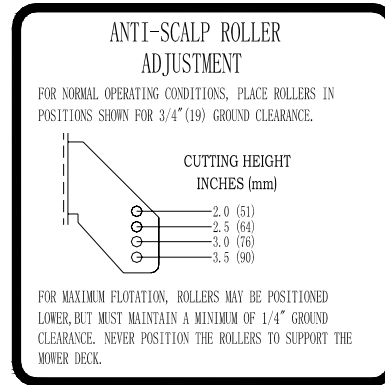 ANTI-SCALP ROLLER
ADJUSTMENT
FOR NORMAL OPERATING CONDITIONS, PLACE ROLLERS IN
POSITIONS SHOWN FOR 3/4"(19) GROUND CLEARANCE.
CUTTING HEIGHT
INCHES (mm)
2.0 (51)
2.5 (64)
3.0 (76)
3.5 (90)
FOR MAXIMUM FLOTATION, ROLLERS MAY BE POSITIONED
LOWER,BUT MUST MAINTAIN A MINIMUM OF 1/4" GROUND
CLEARANCE. NEVER POSITION THE ROLLERS TO SUPPORT THE
MOWER DECK.